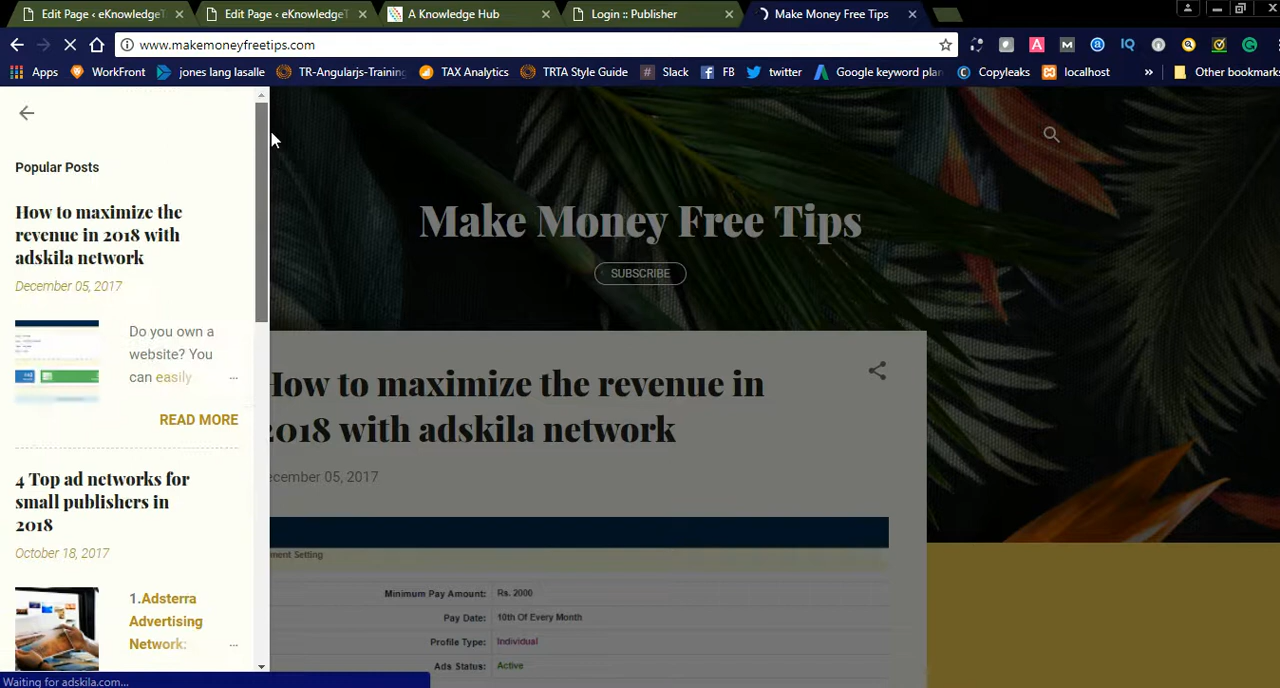 Edit Page ‹ eKnowledgeT
Edit Page ‹ eKnowledgeT
A Knowledge Hub
Login :: Publisher
Make Money Free Tips
www.makemoneyfreetips.com
Apps
WorkFront
jones lang lasalle
TR-Angularjs-Training
TAX Analytics
TRTA Style Guide
Slack
FB
twitter
Google keyword plan
Copyleaks
localhost
»
Other bookmarks
Popular Posts
How to maximize the
revenue in 2018 with
adskila network
December 05, 2017
Do you own a
website? You
can easily ...
READ MORE
4 Top ad networks for
small publishers in
2018
October 18, 2017
1.Adsterra
Advertising
Network: ...
Make Money Free Tips
SUBSCRIBE
How to maximize the revenue in
2018 with adskila network
ecember 05, 2017
ment Setting
Minimum Pay Amount: Rs. 2000
Pay Date: 10th Of Every Month
Profile Type: Individual
Ads Status: Active
Waiting for adskila.com...